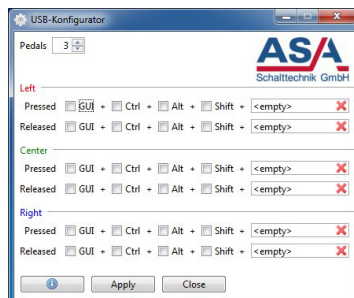 USB-Konfigurator
Pedals 3
ASA
Schalttechnik GmbH
Left
Pressed GUI + Ctrl + Alt + Shift + <empty>
Released GUI + Ctrl + Alt + Shift + <empty>
Center
Pressed GUI + Ctrl + Alt + Shift + <empty>
Released GUI + Ctrl + Alt + Shift + <empty>
Right
Pressed GUI + Ctrl + Alt + Shift + <empty>
Released GUI + Ctrl + Alt + Shift + <empty>
Apply Close